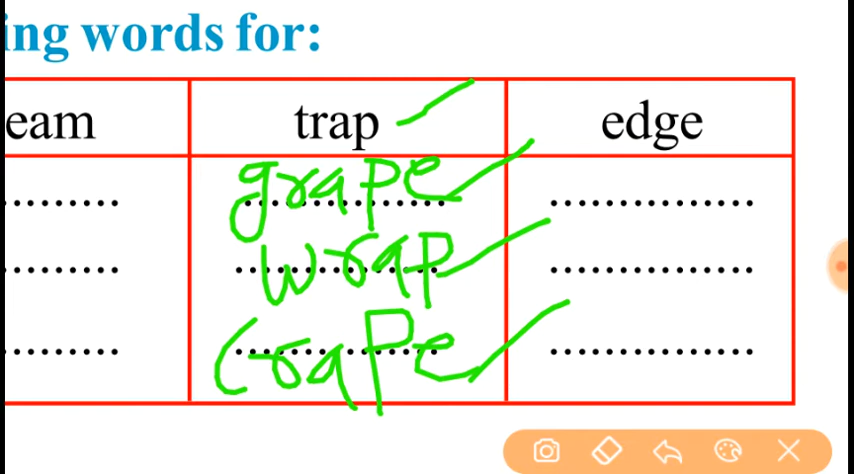 ing words for:
eam trap edge
grape
wrap
crape